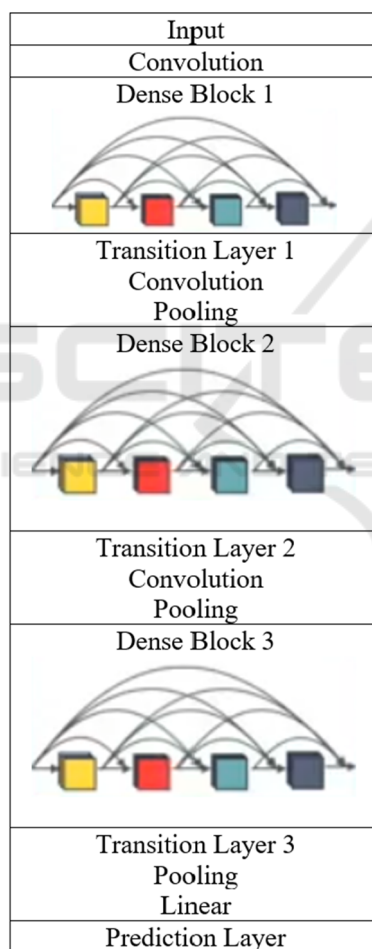 Input
Convolution
Dense Block 1
Transition Layer 1
Convolution
Pooling
Dense Block 2
Transition Layer 2
Convolution
Pooling
Dense Block 3
Transition Layer 3
Pooling
Linear
Prediction Layer